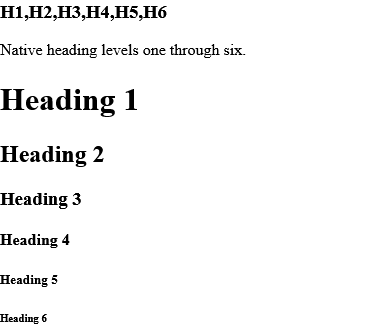 H1,H2,H3,H4,H5,H6
Native heading levels one through six.
Heading 1
Heading 2
Heading 3
Heading 4
Heading 5
Heading 6